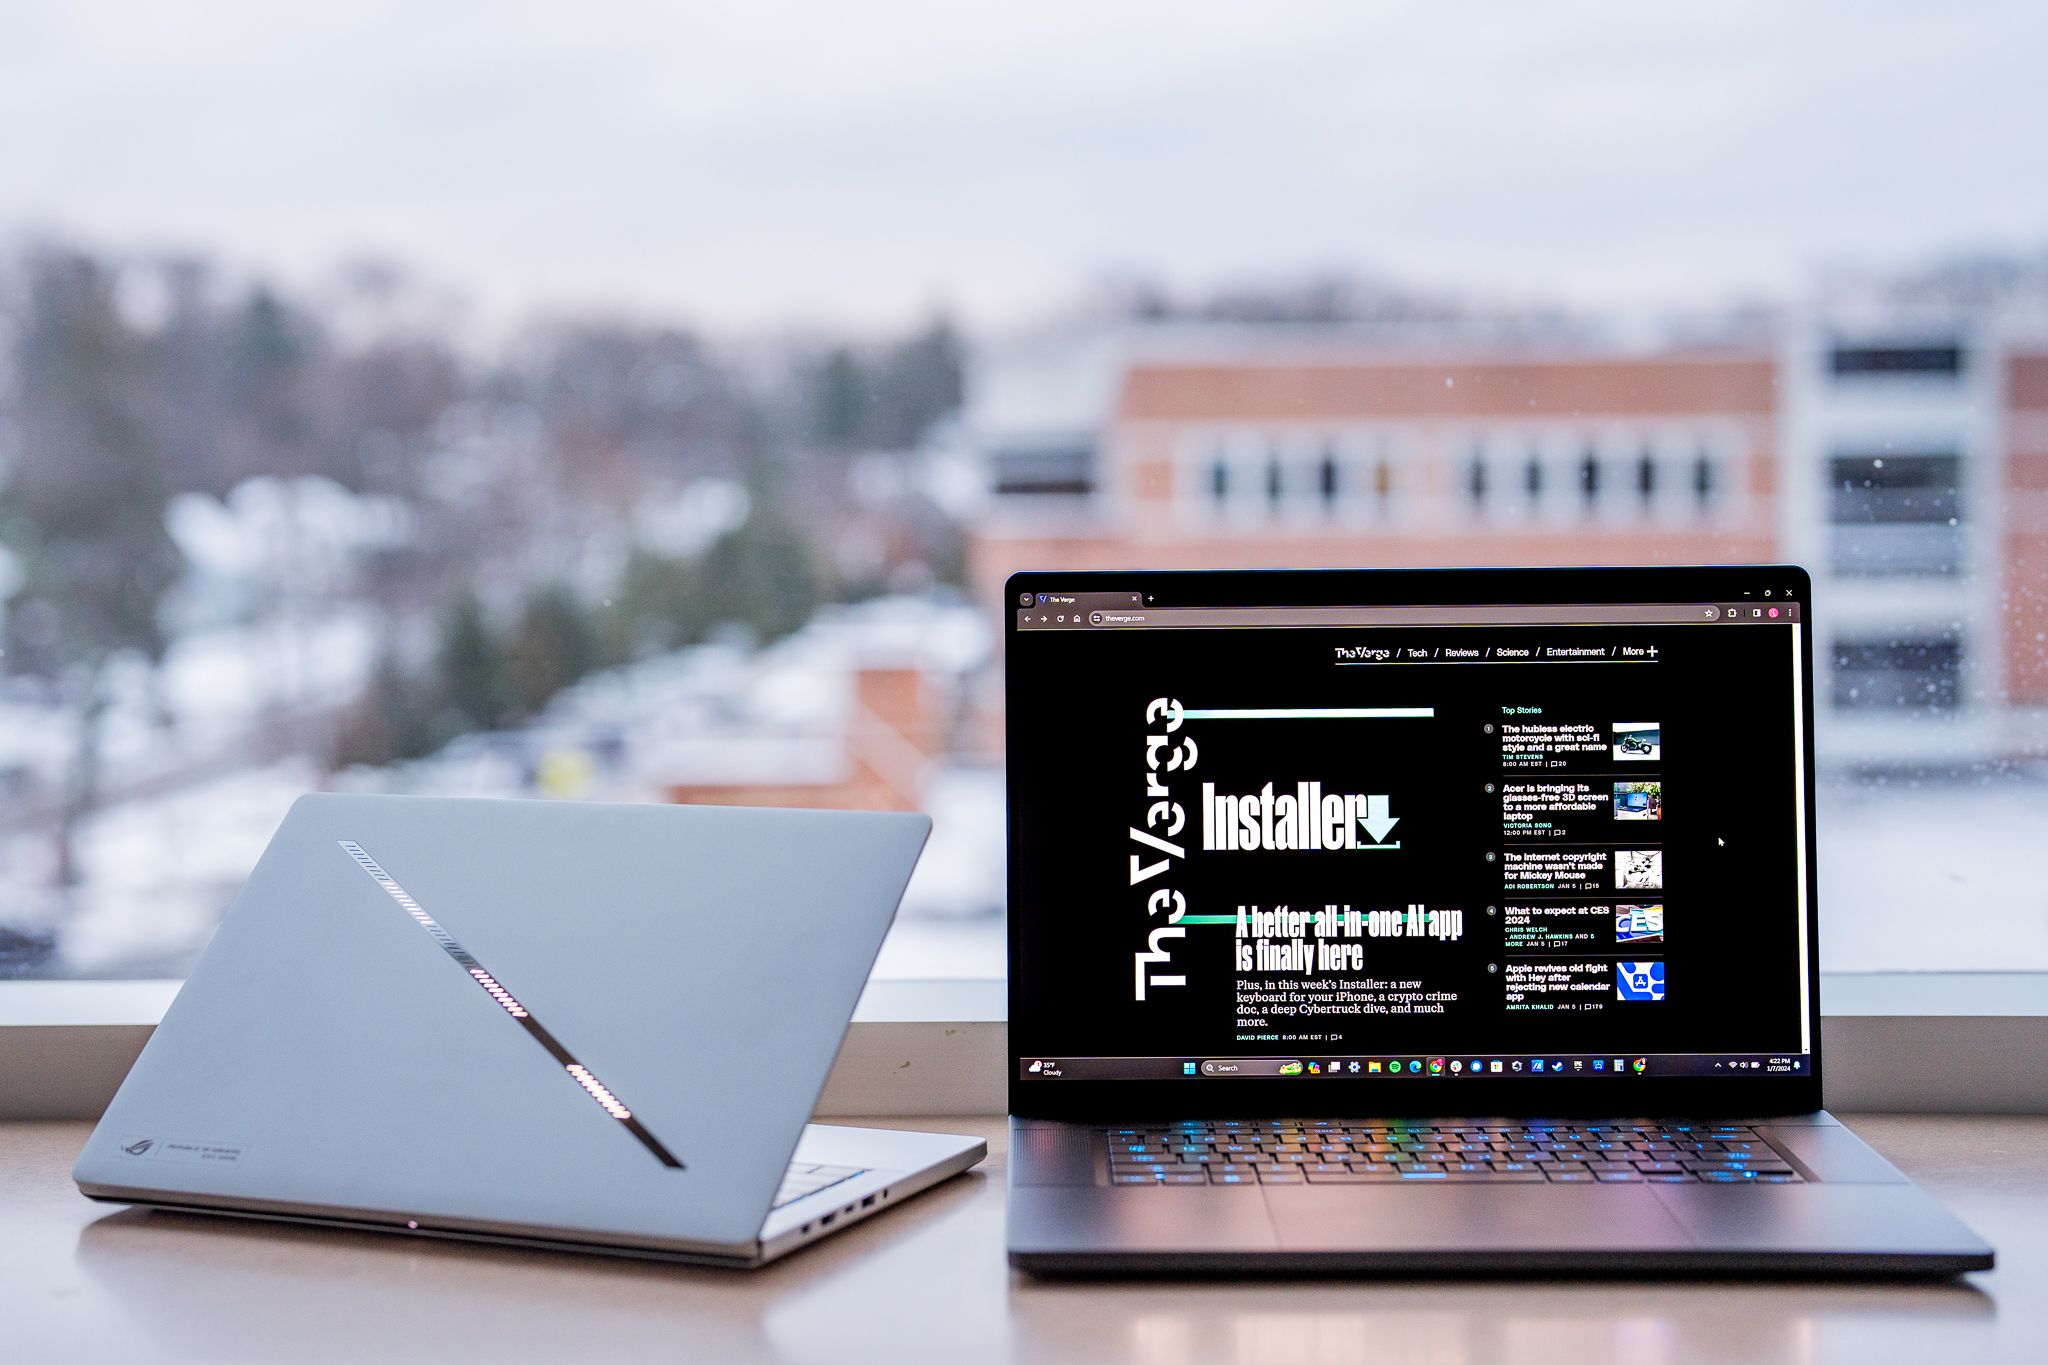 The Verge
theverge.com
The Verge / Tech / Reviews / Science / Entertainment / More
The Verge
Installer
A better all-in-one AI app
is finally here
Plus, in this week's Installer: a new
keyboard for your iPhone, a crypto crime
doc, a deep Cybertruck dive, and much
more.
DAVID PIERCE 8:00 AM EST | 4
Top Stories
1
The hubless electric
motorcycle with sci-fi
style and a great name
TIM STEVENS
8:00 AM EST | 20
2
Acer is bringing its
glasses-free 3D screen
to a more affordable
laptop
VICTORIA SONG
12:00 PM EST | 2
3
The internet copyright
machine wasn't made
for Mickey Mouse
ADI ROBERTSON JAN 5 | 15
4
What to expect at CES
2024
CHRIS WELCH
, ANDREW J. HAWKINS AND 5
MORE JAN 5 | 17
CES
5
Apple revives old fight
with Hey after
rejecting new calendar
app
AMRITA KHALID JAN 5 | 179
35°F
Cloudy
Search
4:22 PM
1/7/2024